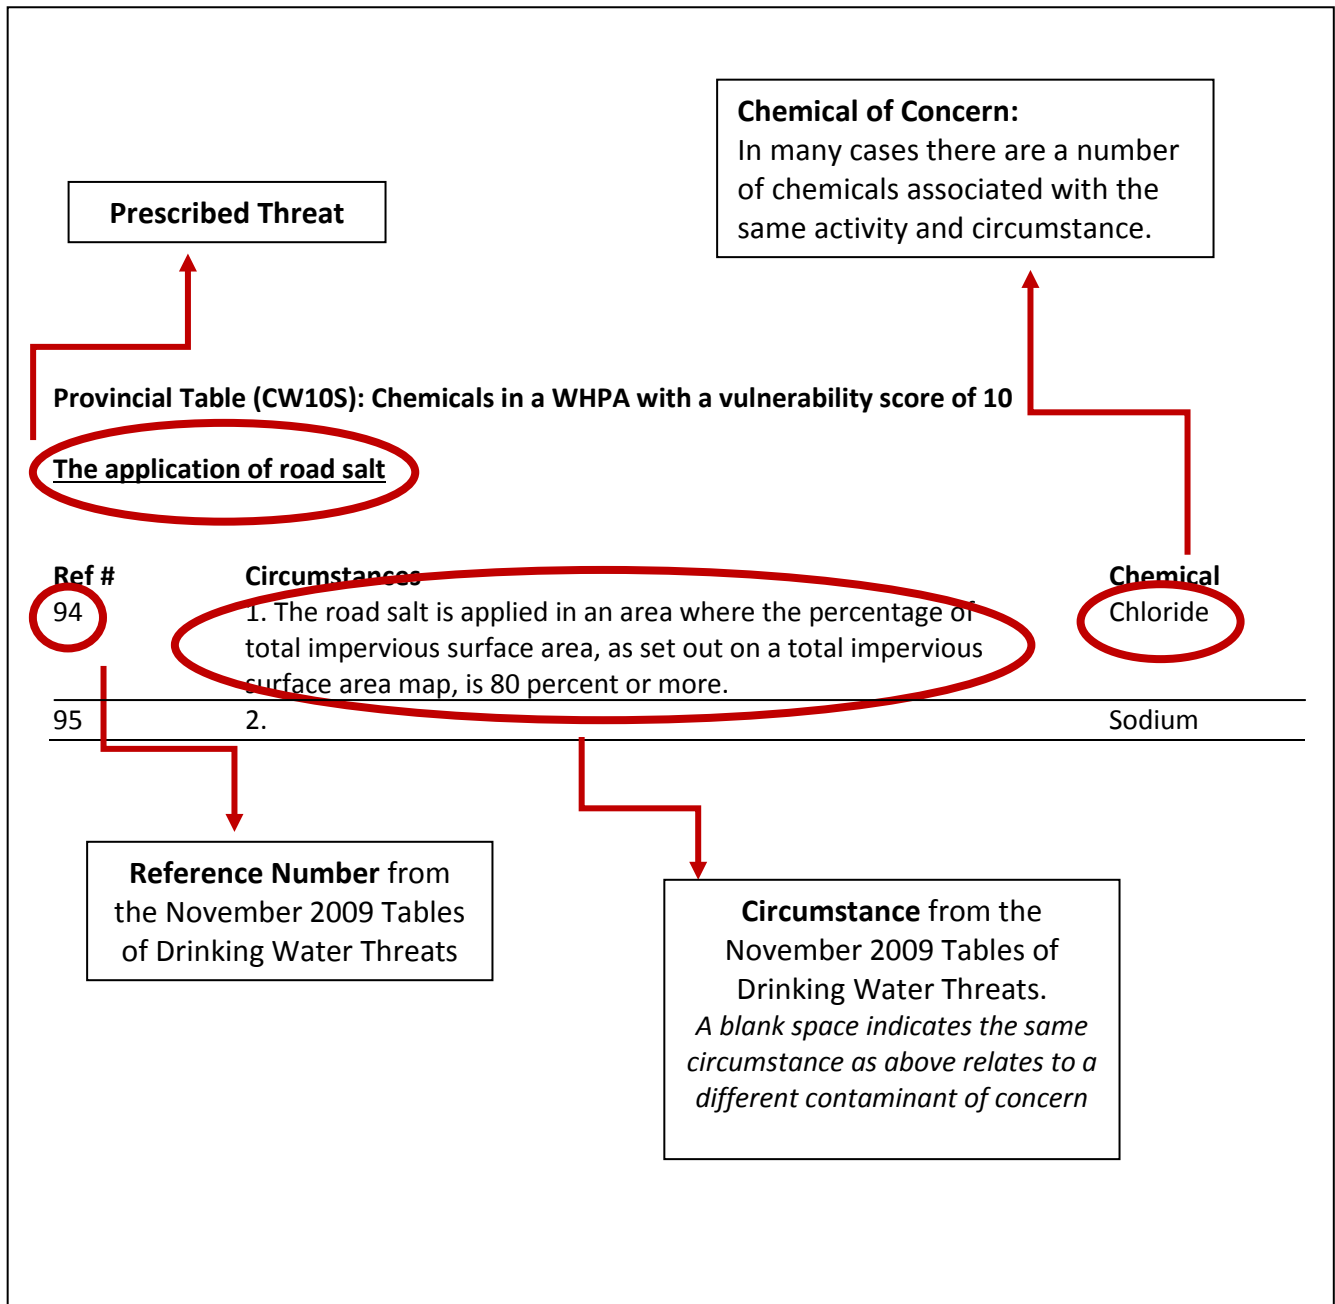 Chemical of Concern:
In many cases there are a number
of chemicals associated with the
same activity and circumstance.
Prescribed Threat
Provincial Table (CW10S): Chemicals in a WHPA with a vulnerability score of 10
The application of road salt
Ref # Circumstances Chemical
94 1. The road salt is applied in an area where the percentage of Chloride
total impervious surface area, as set out on a total impervious
surface area map, is 80 percent or more.
95 2. Sodium
Reference Number from
the November 2009 Tables
of Drinking Water Threats
Circumstance from the
November 2009 Tables of
Drinking Water Threats.
A blank space indicates the same
circumstance as above relates to a
different contaminant of concern